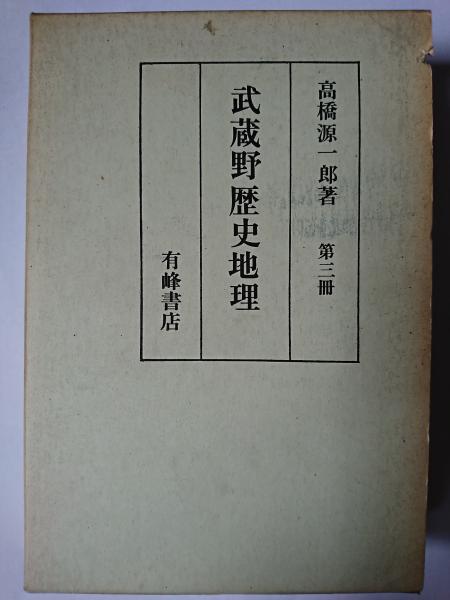 高橋源一郎著 第三冊
武蔵野歴史地理
有峰書店